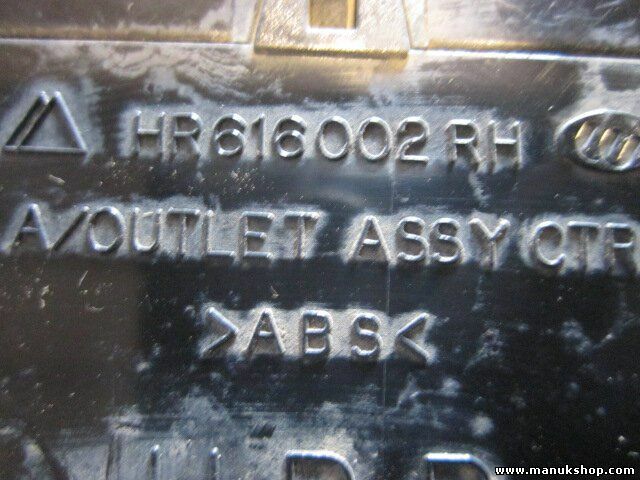 HR616002 RH
A/OUTLET ASSY CTR
>ABS<
www.manukshop.com